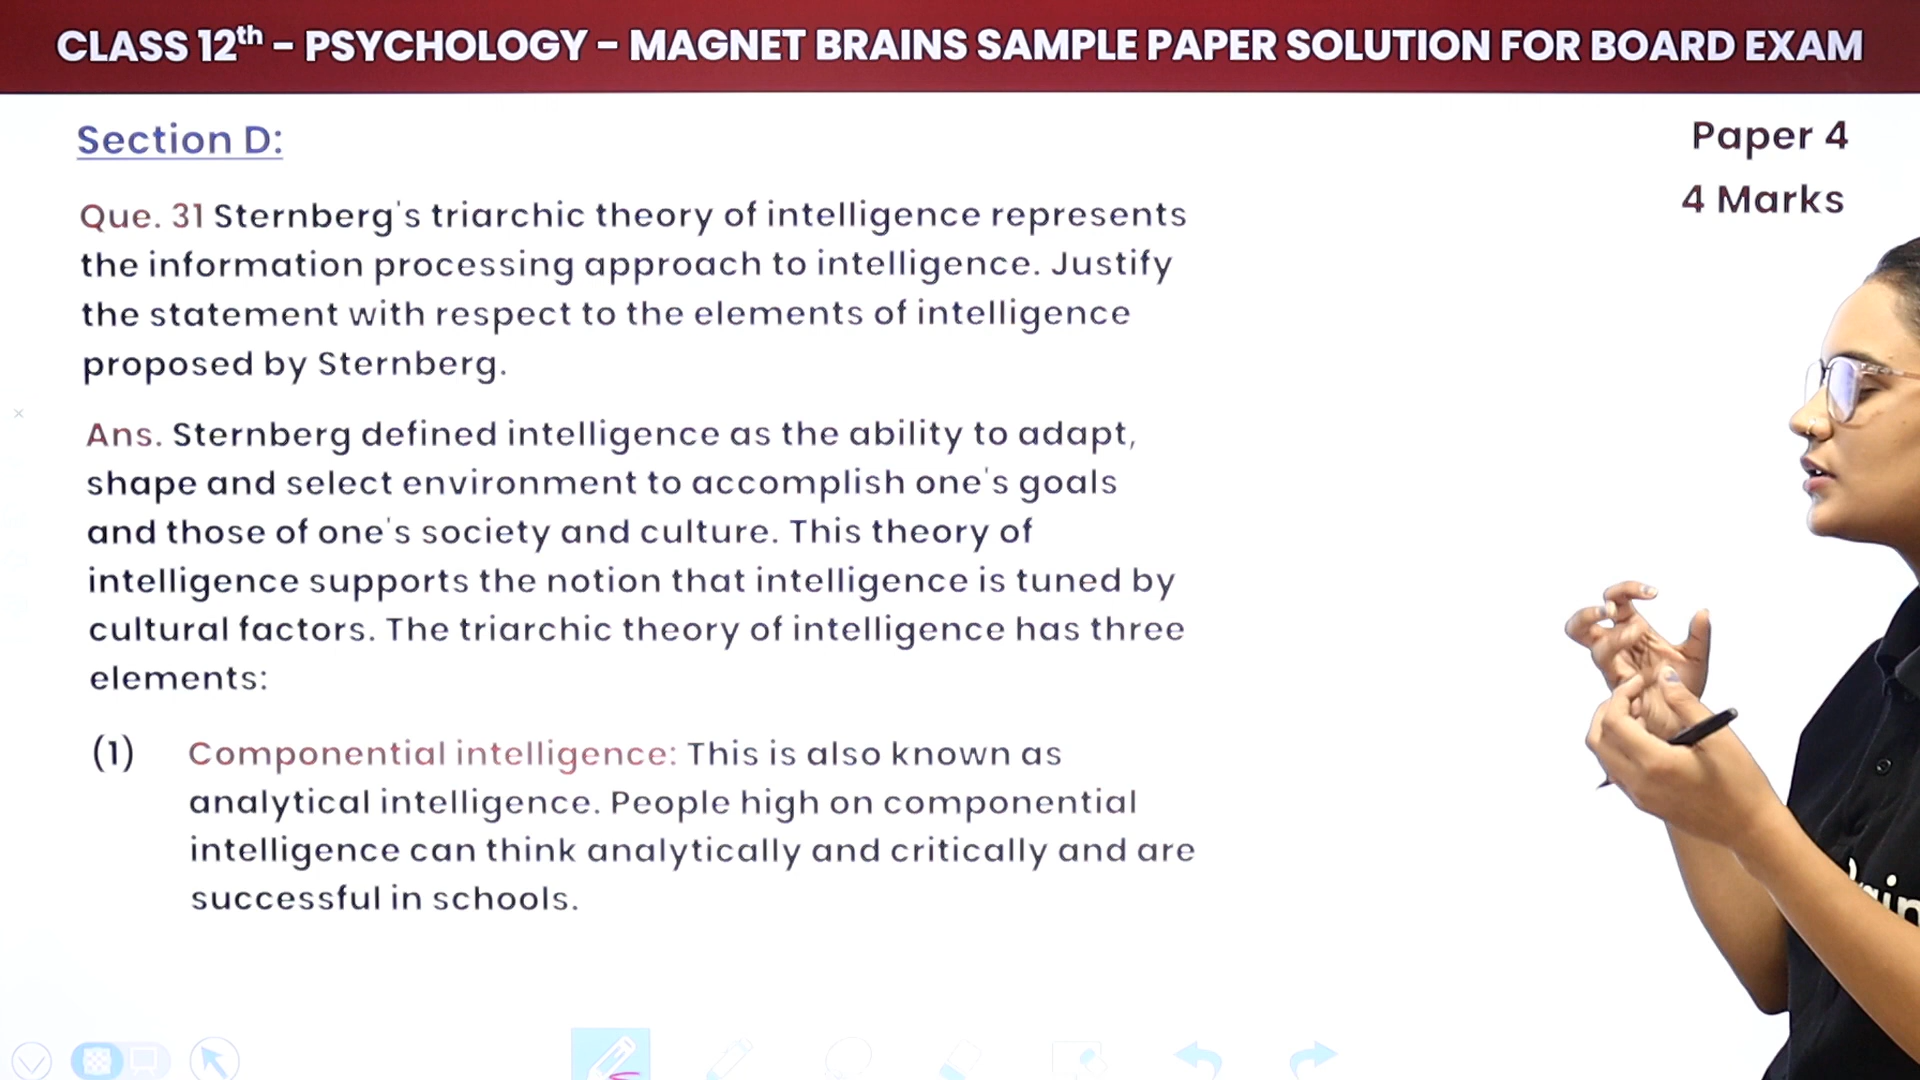 CLASS 12th – PSYCHOLOGY – MAGNET BRAINS SAMPLE PAPER SOLUTION FOR BOARD EXAM
Section D:
Paper 4
4 Marks
Que. 31 Sternberg's triarchic theory of intelligence represents
the information processing approach to intelligence. Justify
the statement with respect to the elements of intelligence
proposed by Sternberg.
Ans. Sternberg defined intelligence as the ability to adapt,
shape and select environment to accomplish one's goals
and those of one's society and culture. This theory of
intelligence supports the notion that intelligence is tuned by
cultural factors. The triarchic theory of intelligence has three
elements:
(1) Componential intelligence: This is also known as
analytical intelligence. People high on componential
intelligence can think analytically and critically and are
successful in schools.